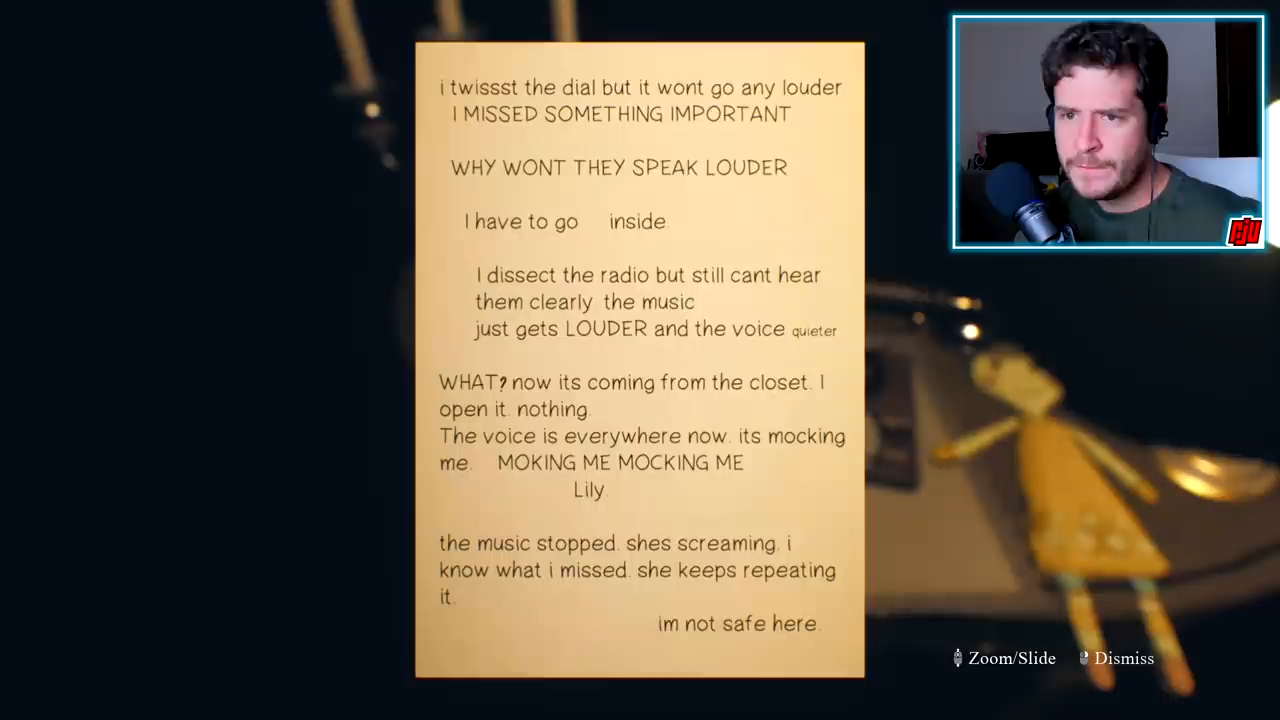 i twissst the dial but it wont go any louder
I MISSED SOMETHING IMPORTANT
WHY WONT THEY SPEAK LOUDER
I have to go inside.
I dissect the radio but still cant hear
them clearly. the music
just gets LOUDER and the voice quieter
WHAT? now its coming from the closet. I
open it. nothing.
The voice is everywhere now. its mocking
me. MOKING ME MOCKING ME
Lily.
the music stopped. shes screaming. i
know what i missed. she keeps repeating
it.
im not safe here.
Zoom/Slide
Dismiss
rju